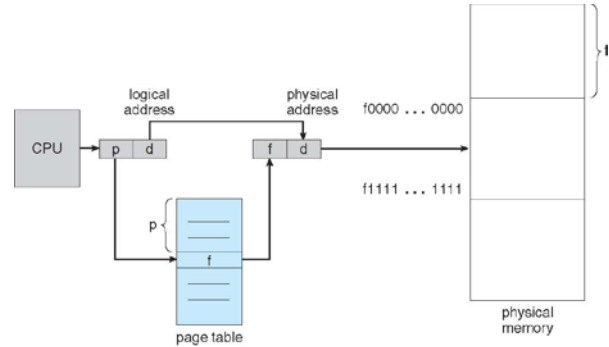 f
logical
address
physical
address
f0000 ... 0000
CPU
p
d
f
d
f1111 ... 1111
p
f
page table
physical
memory